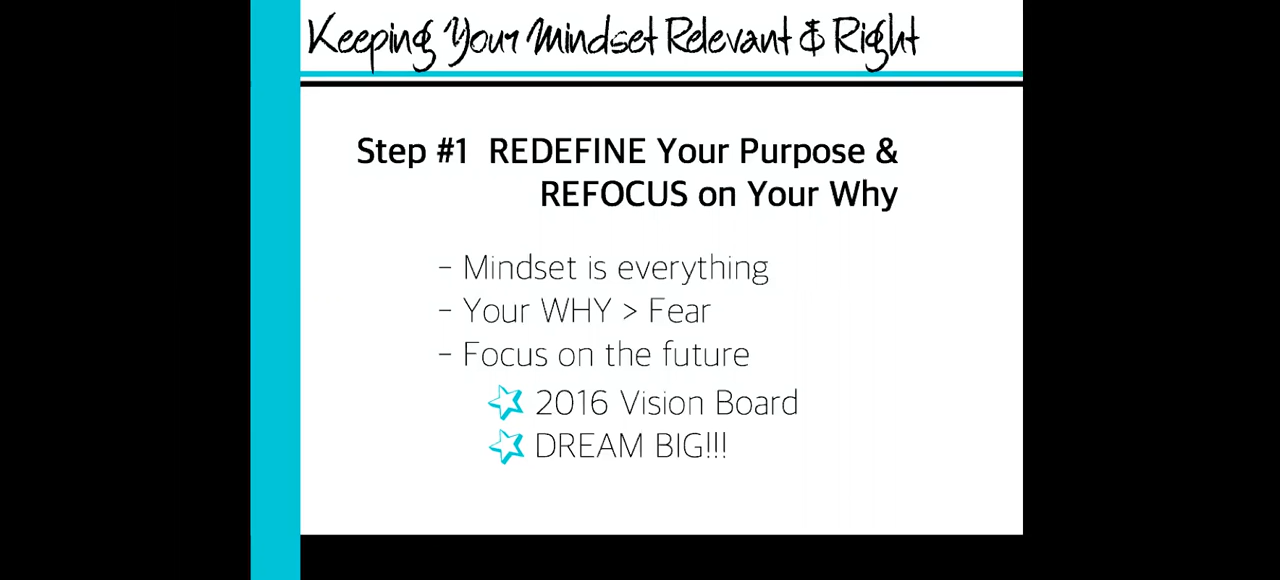 Keeping Your Mindset Relevant & Right
Step #1 REDEFINE Your Purpose &
REFOCUS on Your Why
- Mindset is everything
- Your WHY > Fear
- Focus on the future
2016 Vision Board
DREAM BIG!!!